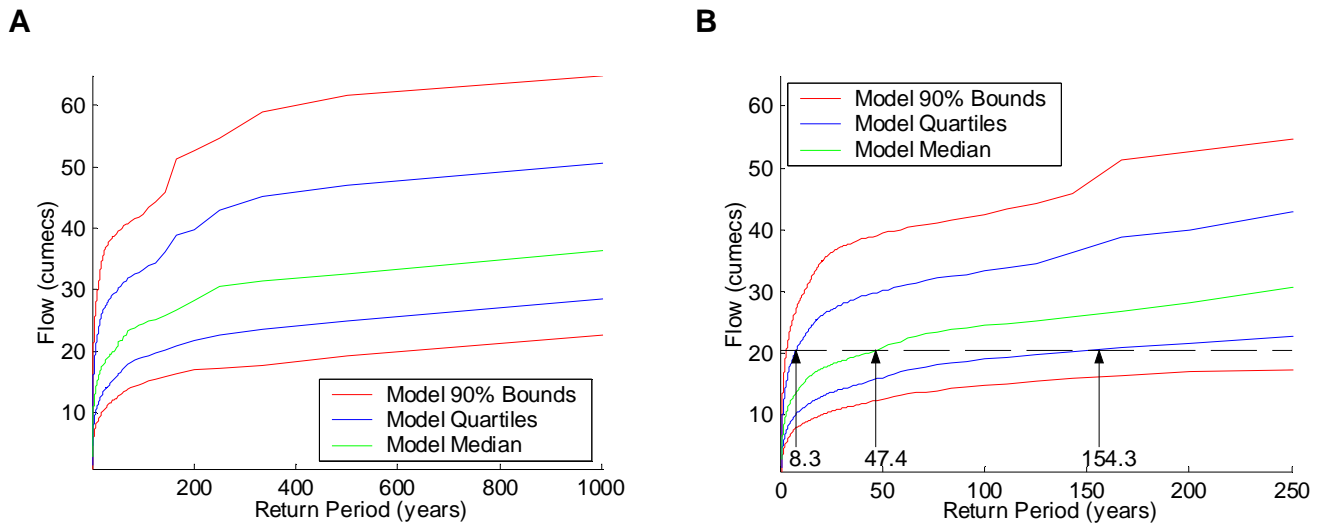 A
Flow (cumecs)
60
50
40
30
20
10
200
400
600
800
1000
Return Period (years)
Model 90% Bounds
Model Quartiles
Model Median
B
Flow (cumecs)
60
50
40
30
20
10
Model 90% Bounds
Model Quartiles
Model Median
8.3
47.4
154.3
0
50
100
150
200
250
Return Period (years)